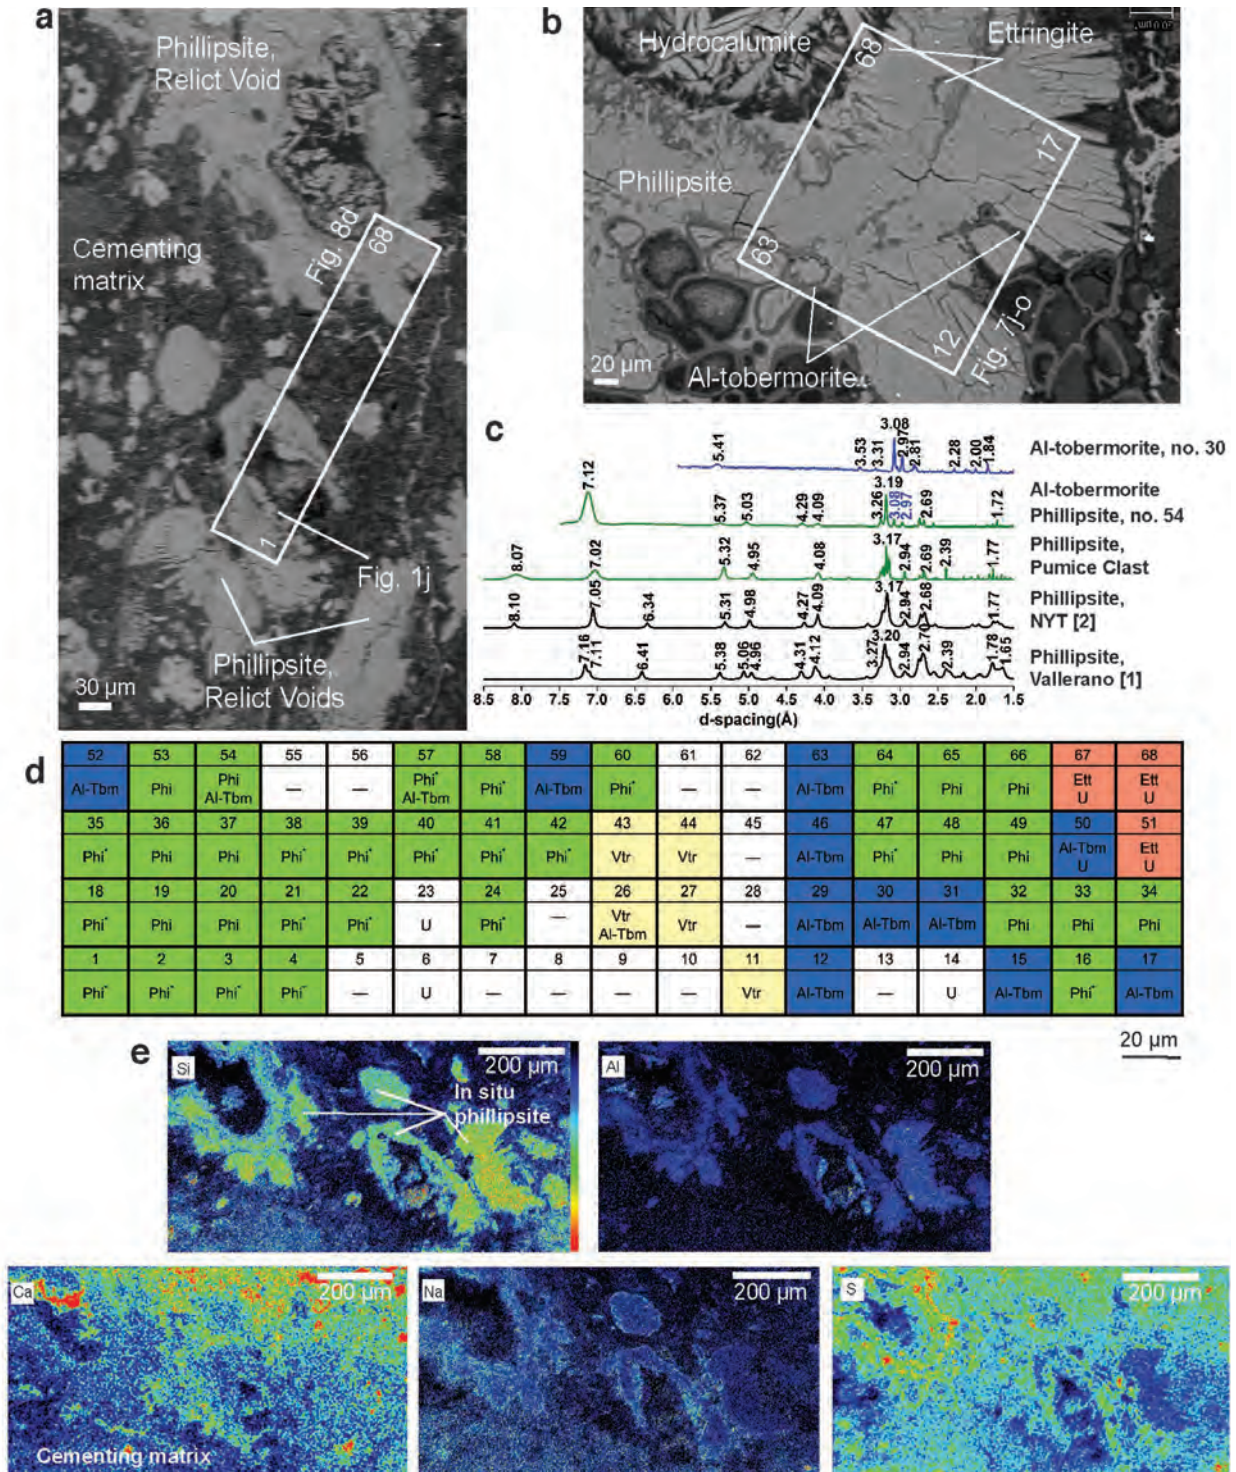 a
Phillipsite,
Relict Void
Cementing
matrix
Fig. 8d
68
1
Fig. 1j
Phillipsite,
Relict Voids
30 µm
b
Hydrocalumite
Ettringite
68
17
Phillipsite
63
12
Fig. 7j-o
Al-tobermorite
20 µm
c
5.41 3.53 3.31 3.08 2.97 2.81 2.28 2.00 1.84
Al-tobermorite, no. 30
7.12 5.37 5.03 4.29 4.09 3.26 3.19 3.08 2.97 2.69 1.72
Al-tobermorite
Phillipsite, no. 54
8.07 7.02 5.32 4.95 4.08 3.17 2.94 2.69 2.39 1.77
Phillipsite,
Pumice Clast
8.10 7.05 6.34 5.31 4.98 4.27 4.09 3.17 2.94 2.68 1.77
Phillipsite,
NYT [2]
7.16 7.11 6.41 5.38 5.06 4.96 4.31 4.12 3.27 3.20 2.94 2.70 2.39 1.78 1.65
Phillipsite,
Vallerano [1]
8.5 8.0 7.5 7.0 6.5 6.0 5.5 5.0 4.5 4.0 3.5 3.0 2.5 2.0 1.5
d-spacing(Å)
d
52 53 54 55 56 57 58 59 60 61 62 63 64 65 66 67 68
Al-Tbm Phi Phi Al-Tbm — — Phi* Al-Tbm Phi* Al-Tbm Phi* — — Al-Tbm Phi* Phi Phi Ett U Ett U
35 36 37 38 39 40 41 42 43 44 45 46 47 48 49 50 51
Phi* Phi Phi Phi* Phi* Phi* Phi* Phi* Vtr Vtr — Al-Tbm Phi* Phi Phi Al-Tbm U Ett U
18 19 20 21 22 23 24 25 26 27 28 29 30 31 32 33 34
Phi* Phi Phi Phi* Phi* U Phi* — Vtr Al-Tbm Vtr — Al-Tbm Al-Tbm Al-Tbm Phi Phi Phi
1 2 3 4 5 6 7 8 9 10 11 12 13 14 15 16 17
Phi* Phi* Phi* Phi* — U — — — — Vtr Al-Tbm — U Al-Tbm Phi* Al-Tbm
20 µm
e
Si
200 µm
In situ
phillipsite
Al
200 µm
Ca
200 µm
Cementing matrix
Na
200 µm
S
200 µm